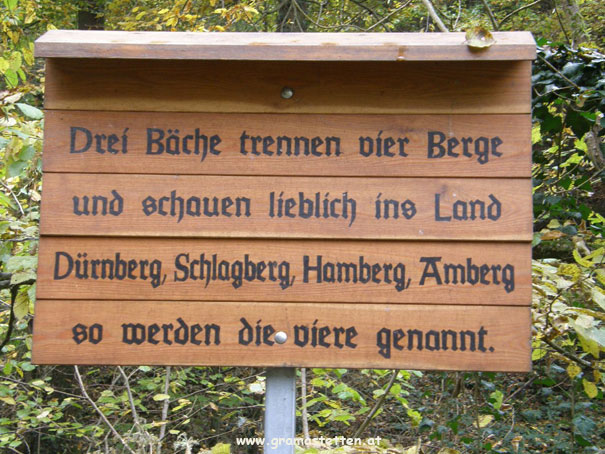 Drei Bäche trennen vier Berge
und schauen lieblich ins Land
Dürnberg, Schlagberg, Hamberg, Amberg
so werden die viere genannt.
www.gramastetten.at